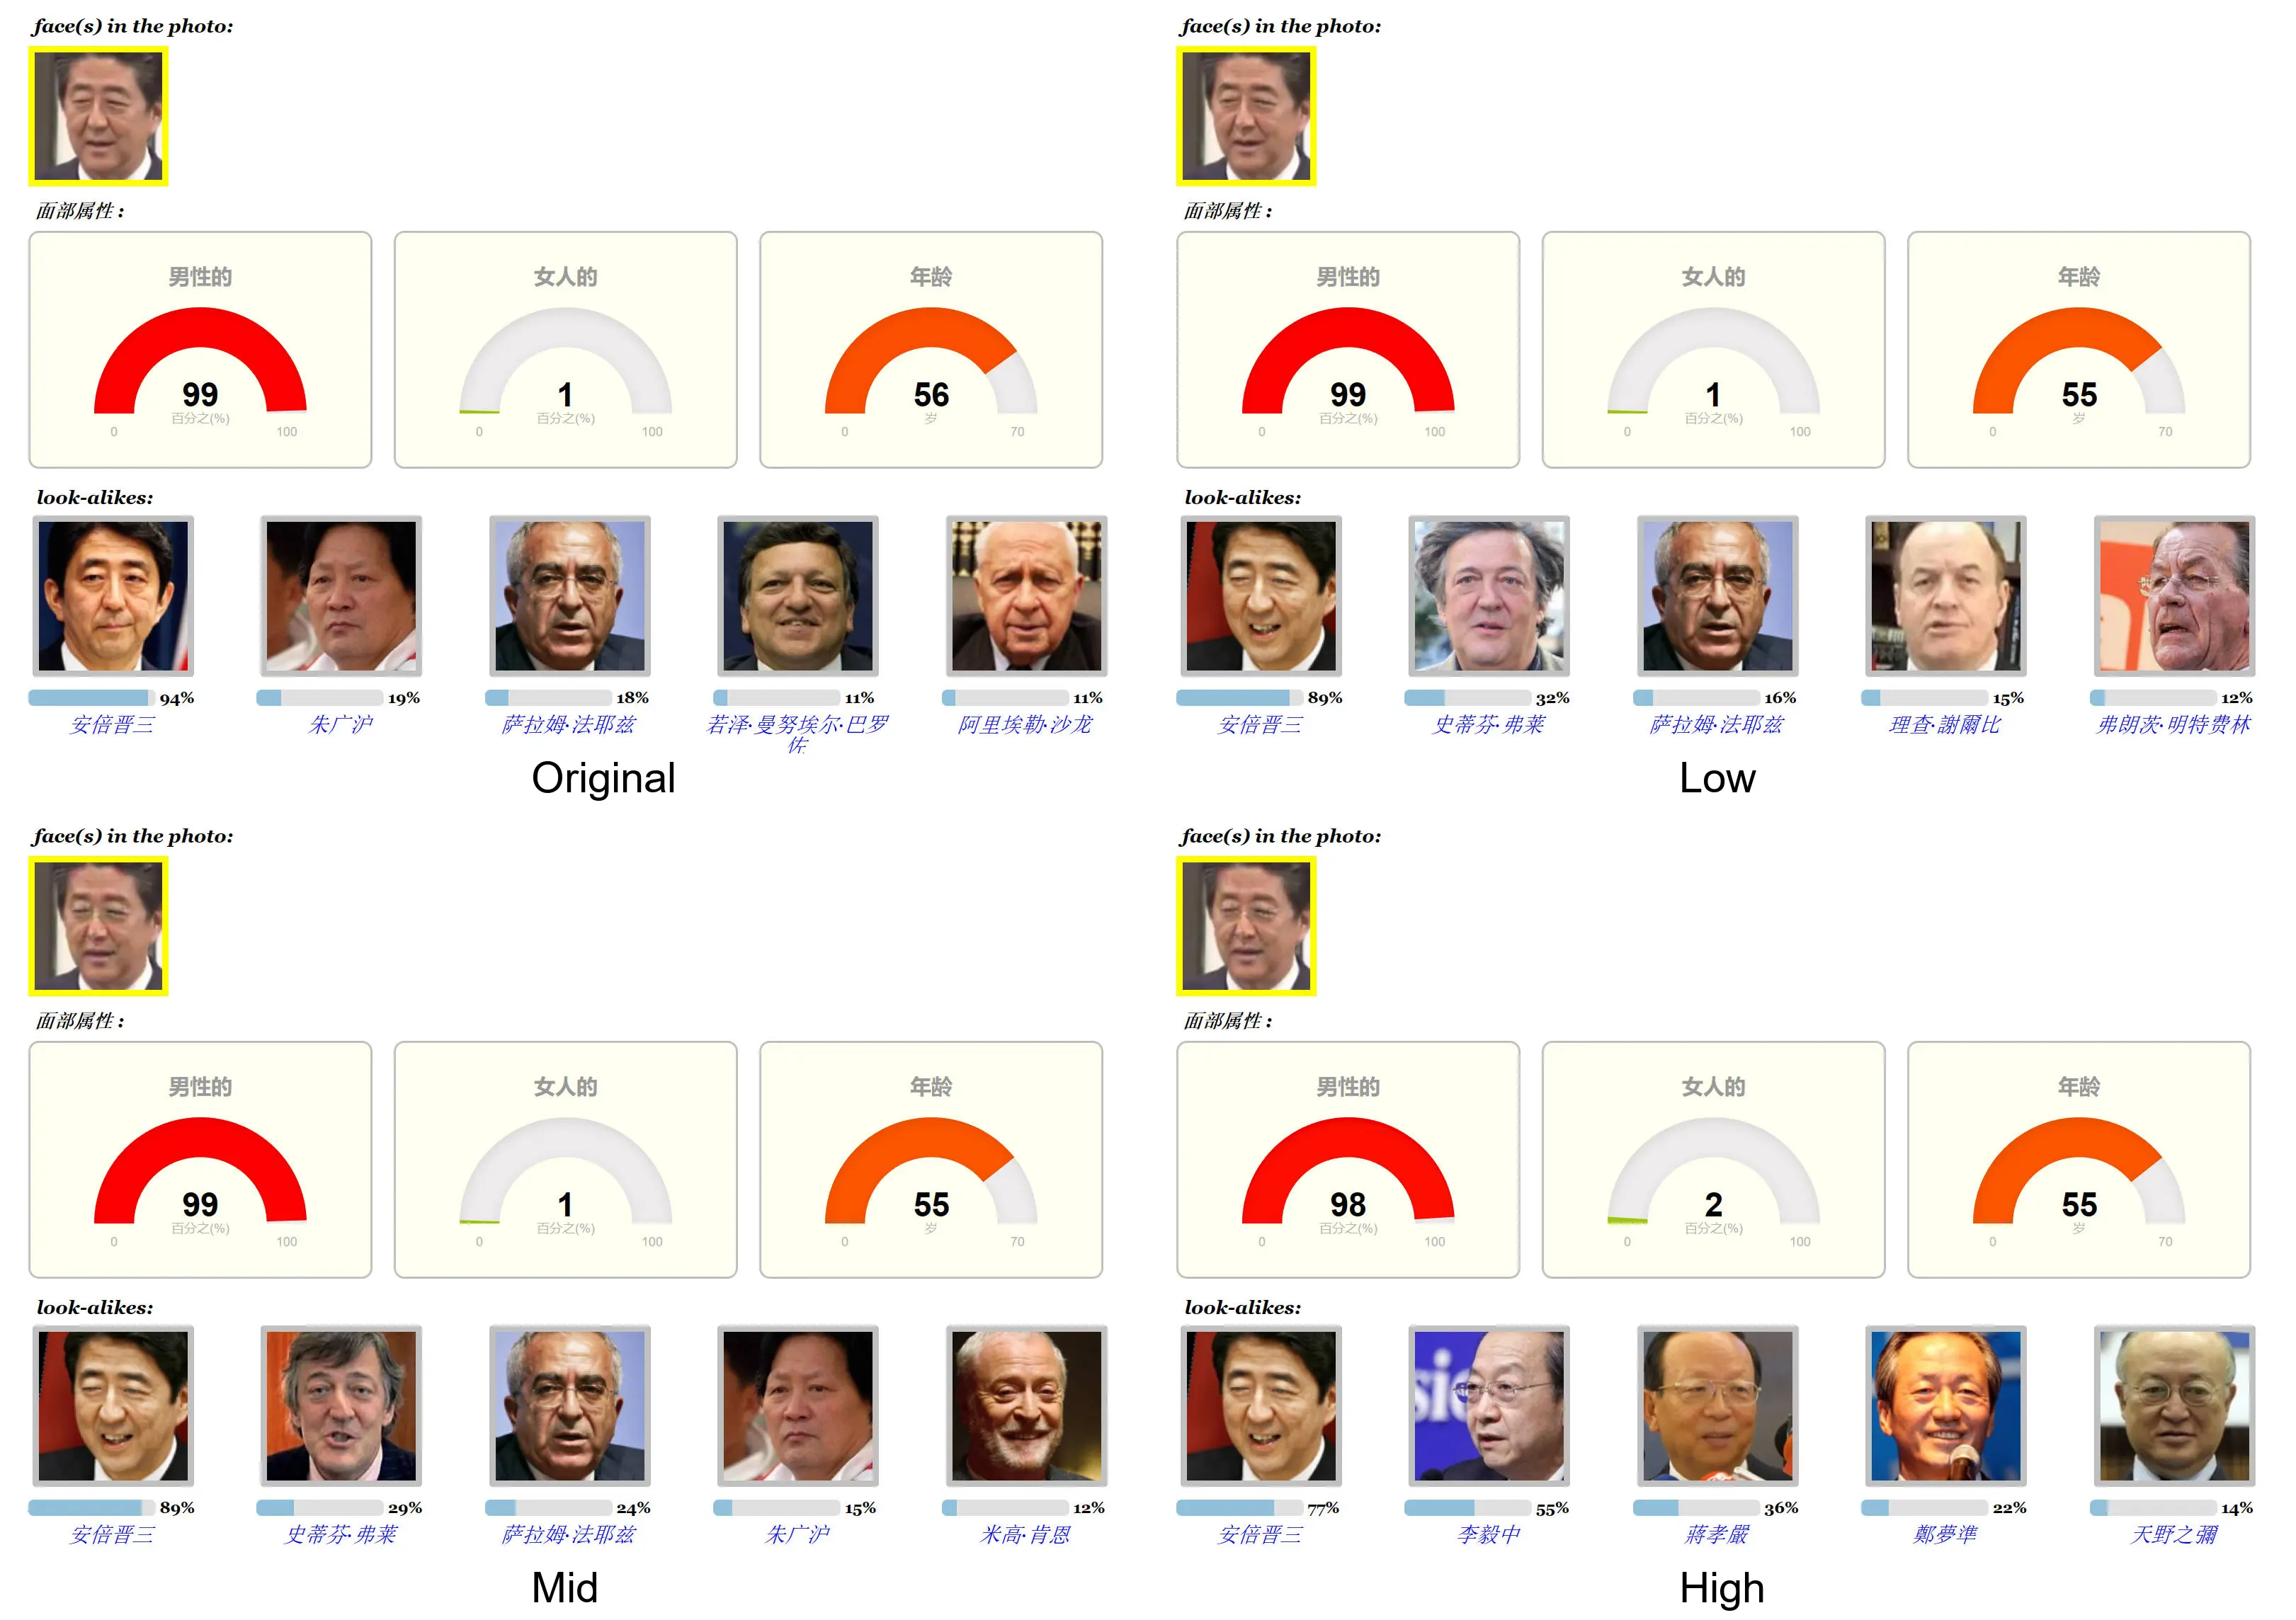 face(s) in the photo:
面部属性 :
男性的
99
百分之(%)
0 100
女人的
1
百分之(%)
0 100
年龄
56
岁
0 70
look-alikes:
94%
安倍晋三
19%
朱广沪
18%
萨拉姆·法耶兹
11%
若泽·曼努埃尔·巴罗
佐
11%
阿里埃勒·沙龙
Original
face(s) in the photo:
面部属性 :
男性的
99
百分之(%)
0 100
女人的
1
百分之(%)
0 100
年龄
55
岁
0 70
look-alikes:
89%
安倍晋三
32%
史蒂芬·弗莱
16%
萨拉姆·法耶兹
15%
理查·謝爾比
12%
弗朗茨·明特费林
Low
face(s) in the photo:
面部属性 :
男性的
99
百分之(%)
0 100
女人的
1
百分之(%)
0 100
年龄
55
岁
0 70
look-alikes:
89%
安倍晋三
29%
史蒂芬·弗莱
24%
萨拉姆·法耶兹
15%
朱广沪
12%
米高·肯恩
Mid
face(s) in the photo:
面部属性 :
男性的
98
百分之(%)
0 100
女人的
2
百分之(%)
0 100
年龄
55
岁
0 70
look-alikes:
77%
安倍晋三
sie
55%
李毅中
36%
蔣孝嚴
22%
鄭夢準
14%
天野之彌
High